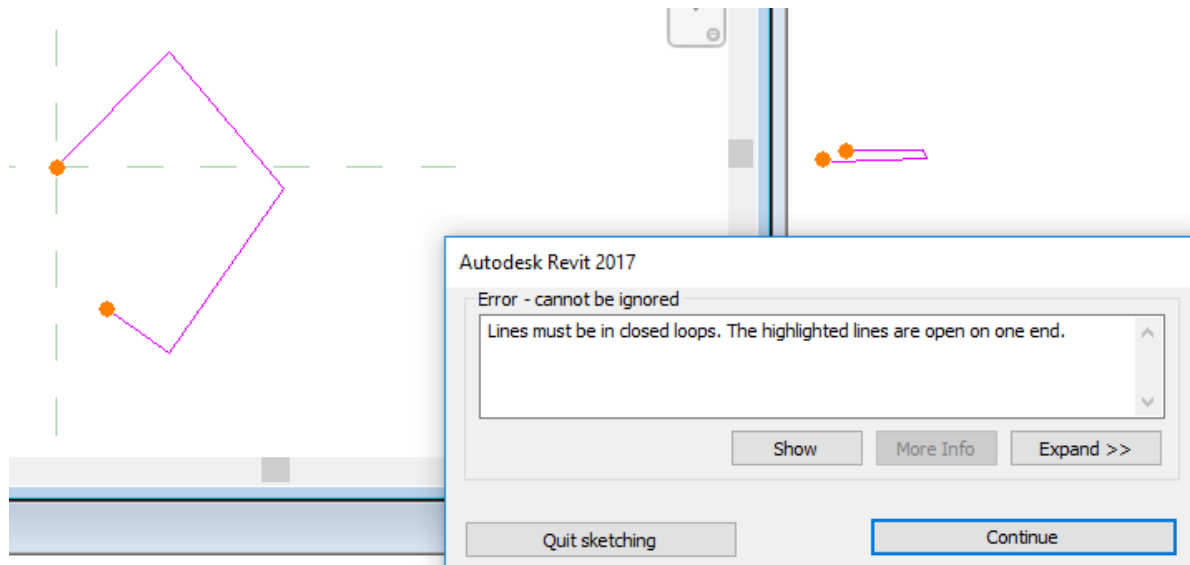 Autodesk Revit 2017
Error - cannot be ignored
Lines must be in closed loops. The highlighted lines are open on one end.
Show
More Info
Expand >>
Quit sketching
Continue